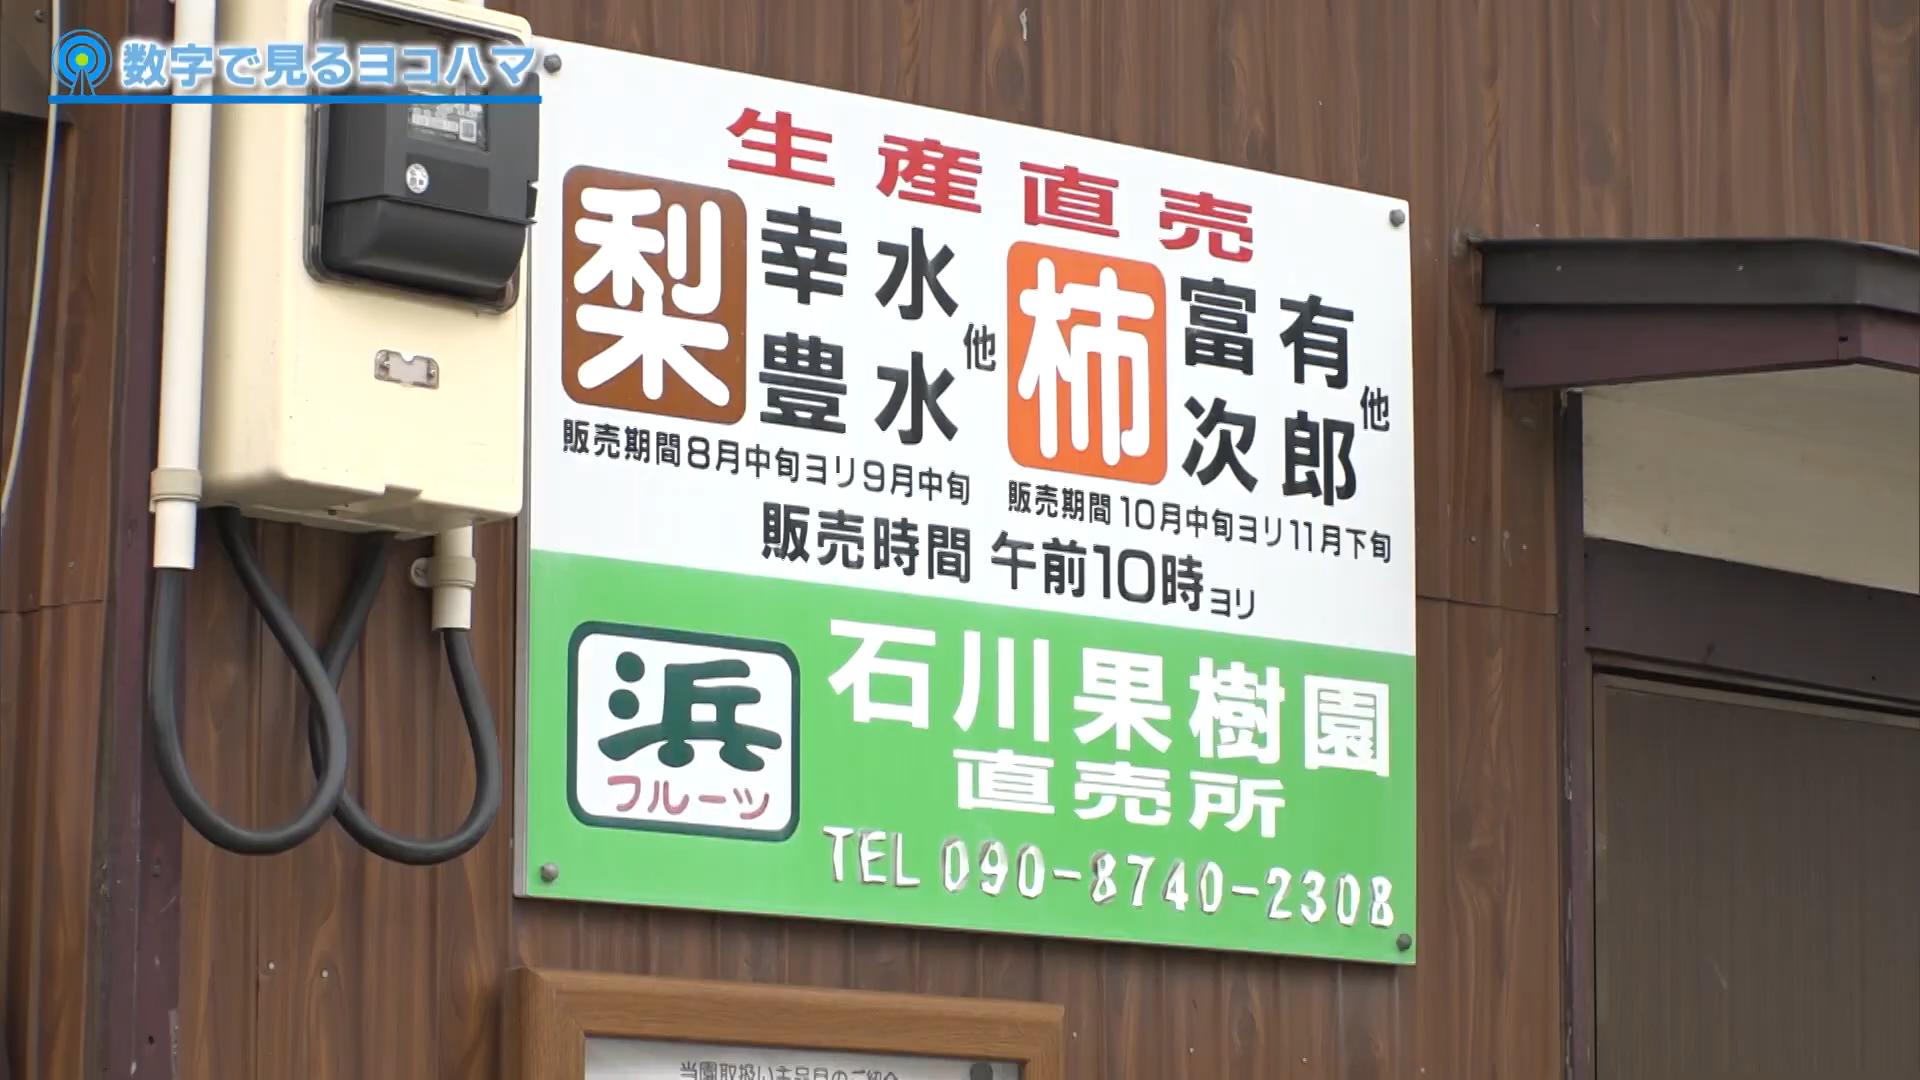 数字で見るヨコハマ
生産直売
梨 幸水 豊水 他
販売期間8月中旬ヨリ9月中旬
柿 富有 次郎 他
販売期間10月中旬ヨリ11月下旬
販売時間 午前10時ヨリ
浜
フルーツ
石川果樹園
直売所
TEL 090-8740-2308